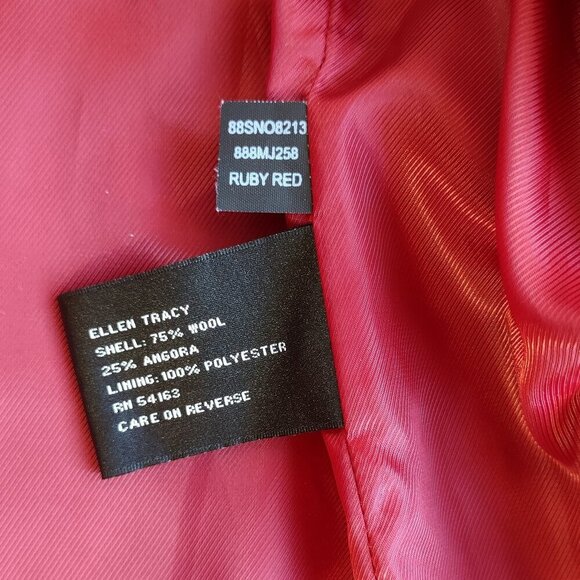 88SNO8213
888MJ258
RUBY RED
ELLEN TRACY
SHELL: 75% WOOL
25% ANGORA
LINING: 100% POLYESTER
RN 54163
CARE ON REVERSE